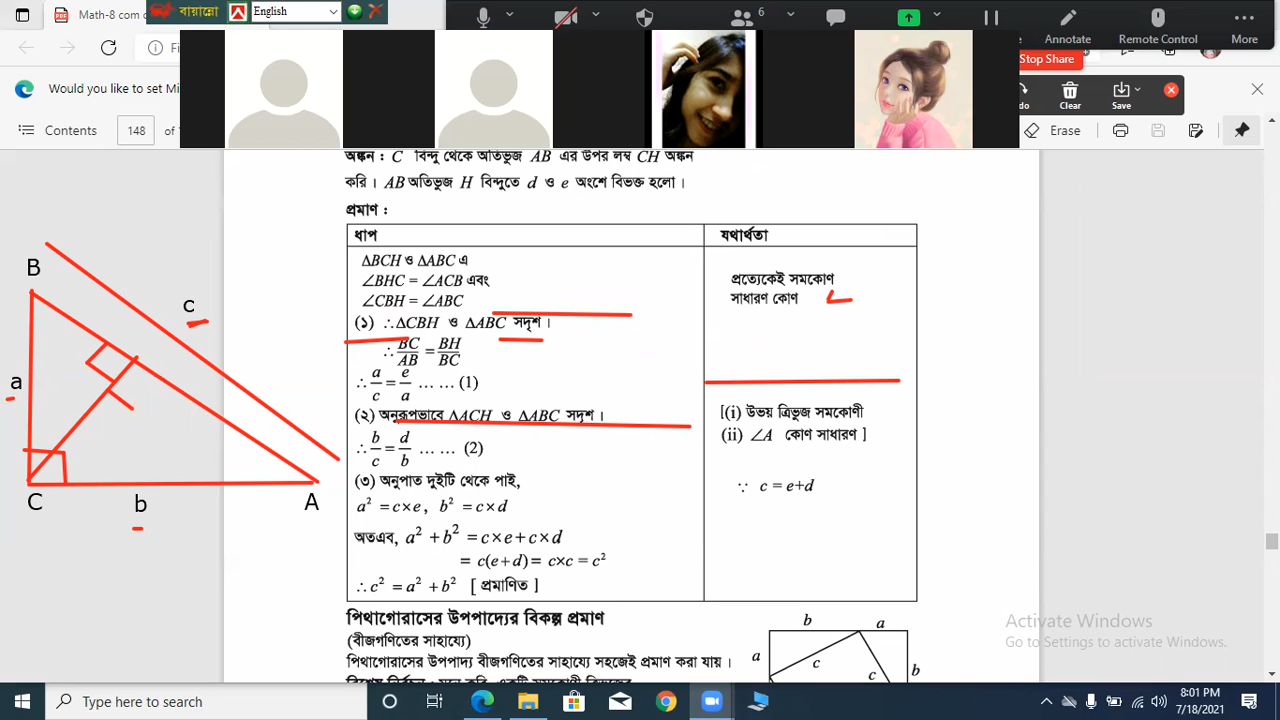 Math-8 com
বায়ান্নো
English
6
Annotate
Remote Control
More
Stop Share
Would you like to set Mi
Redo
Clear
Save
Contents
148
Erase
অঙ্কন : C বিন্দু থেকে অতিভুজ AB এর উপর লম্ব CH অঙ্কন
করি । AB অতিভুজ H বিন্দুতে d ও e অংশে বিভক্ত হলো ।
প্রমাণ :
ধাপ
যথার্থতা
ΔBCH ও ΔABC এ
∠BHC = ∠ACB এবং
∠CBH = ∠ABC
(১) ∴ΔCBH ও ΔABC সদৃশ ।
∴ BC/AB = BH/BC
∴ a/c = e/a … … (1)
(২) অনুরূপভাবে ΔACH ও ΔABC সদৃশ ।
∴ b/c = d/b … … (2)
(৩) অনুপাত দুইটি থেকে পাই,
a² = c×e, b² = c×d
অতএব, a² + b² = c×e + c×d
= c(e+d) = c×c = c²
∴ c² = a² + b² [ প্রমাণিত ]
প্রত্যেকেই সমকোণ
সাধারণ কোণ
[(i) উভয় ত্রিভুজ সমকোণী
(ii) ∠A কোণ সাধারণ ]
∵ c = e+d
B
c
a
C
b
A
পিথাগোরাসের উপপাদ্যের বিকল্প প্রমাণ
(বীজগণিতের সাহায্যে)
পিথাগোরাসের উপপাদ্য বীজগণিতের সাহায্যে সহজেই প্রমাণ করা যায় ।
b
a
a
c
c
b
Activate Windows
Go to Settings to activate Windows.
Type here to search
8:01 PM
7/18/2021